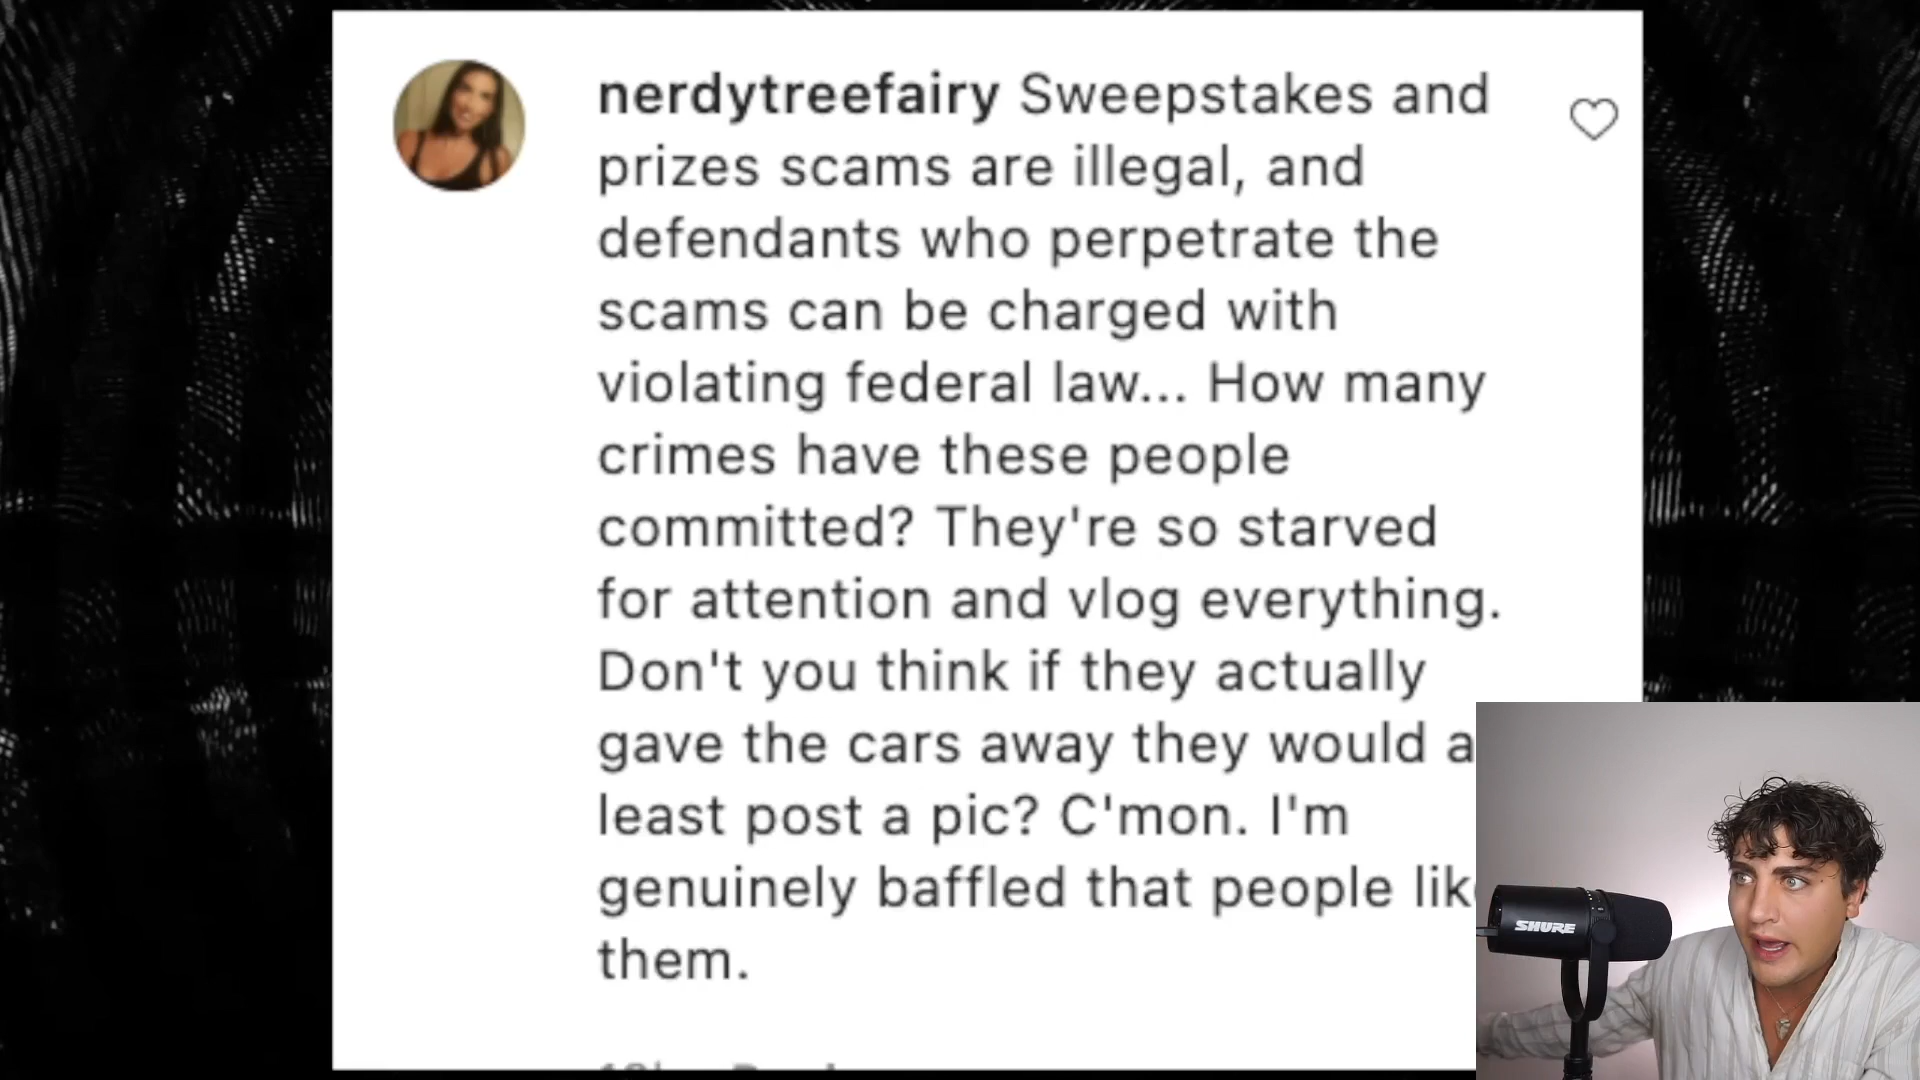 nerdytreefairy Sweepstakes and
prizes scams are illegal, and
defendants who perpetrate the
scams can be charged with
violating federal law... How many
crimes have these people
committed? They're so starved
for attention and vlog everything.
Don't you think if they actually
gave the cars away they would a
least post a pic? C'mon. I'm
genuinely baffled that people lik
them.
SHURE